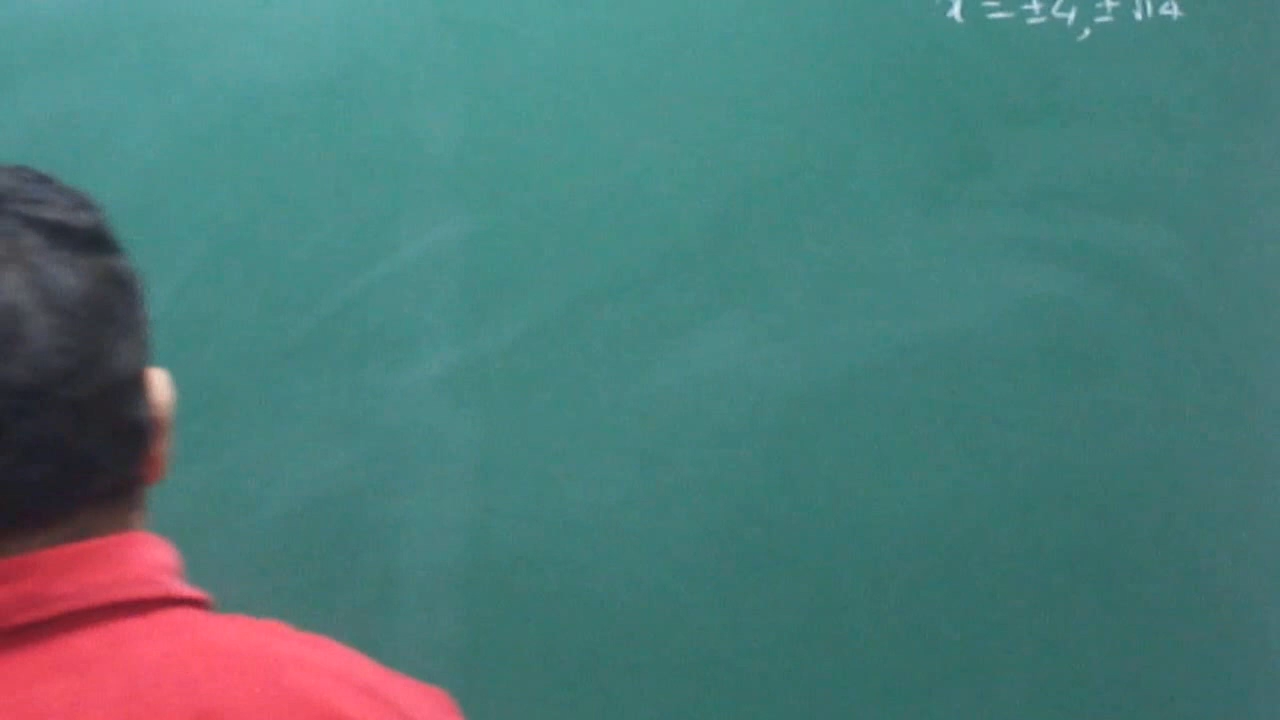 x = ±4, ±√14